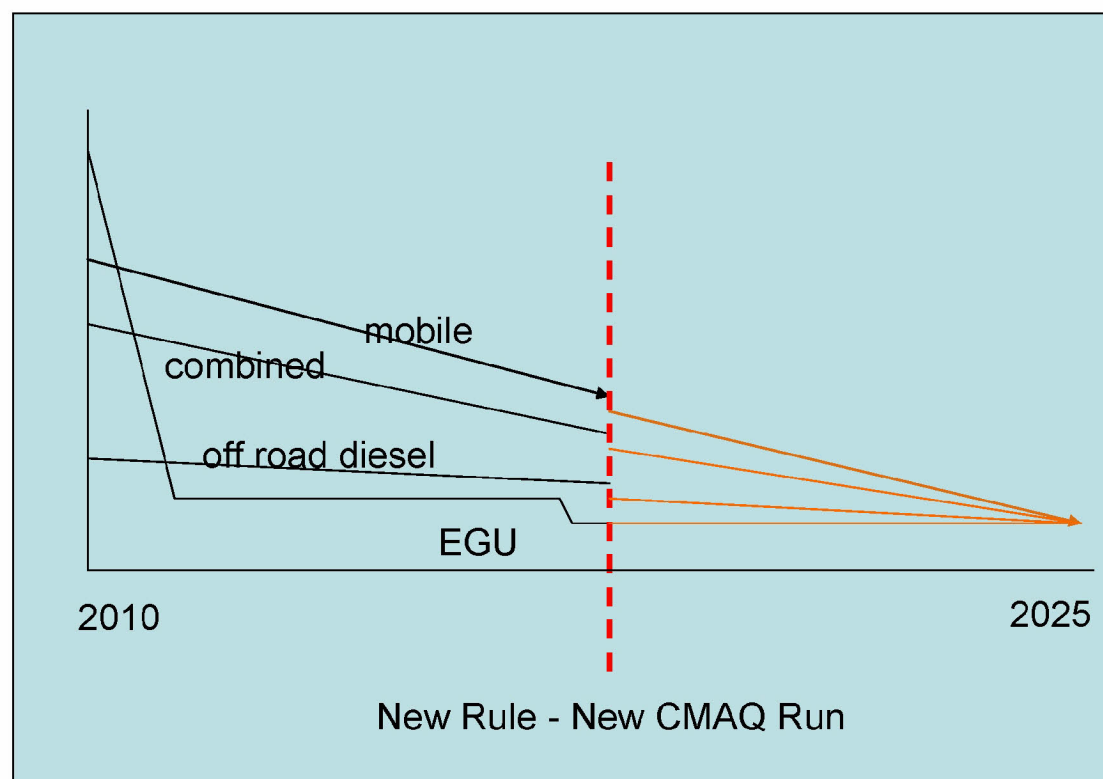 mobile
combined
off road diesel
EGU
2010
2025
New Rule - New CMAQ Run